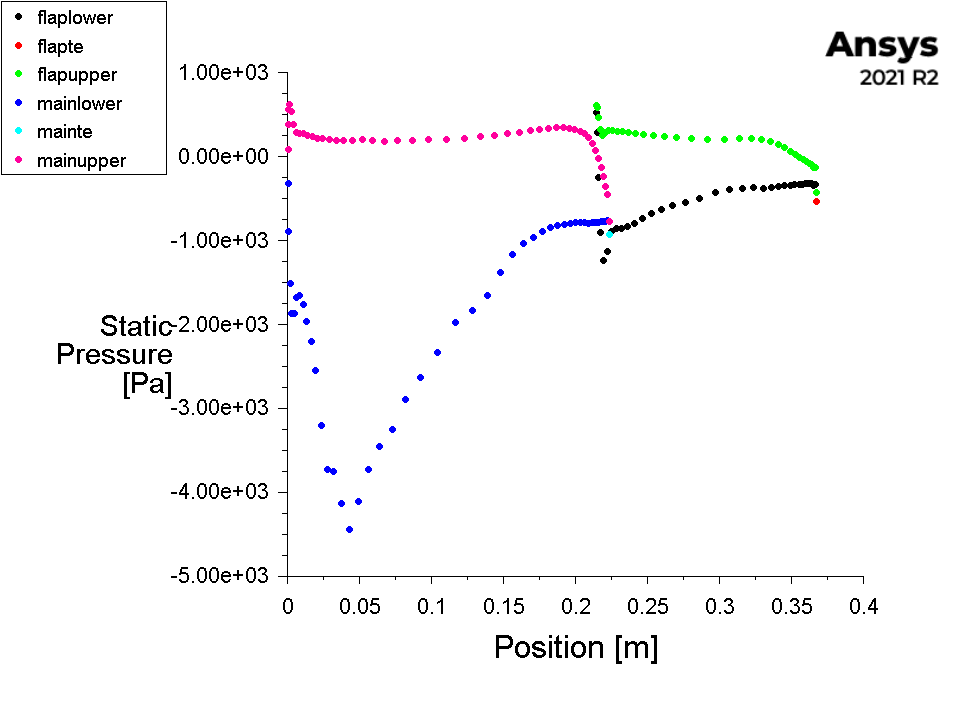 flaplower
flapte
flapupper
mainlower
mainte
mainupper
Ansys
2021 R2
1.00e+03
0.00e+00
-1.00e+03
-2.00e+03
-3.00e+03
-4.00e+03
-5.00e+03
Static
Pressure
[Pa]
0 0.05 0.1 0.15 0.2 0.25 0.3 0.35 0.4
Position [m]